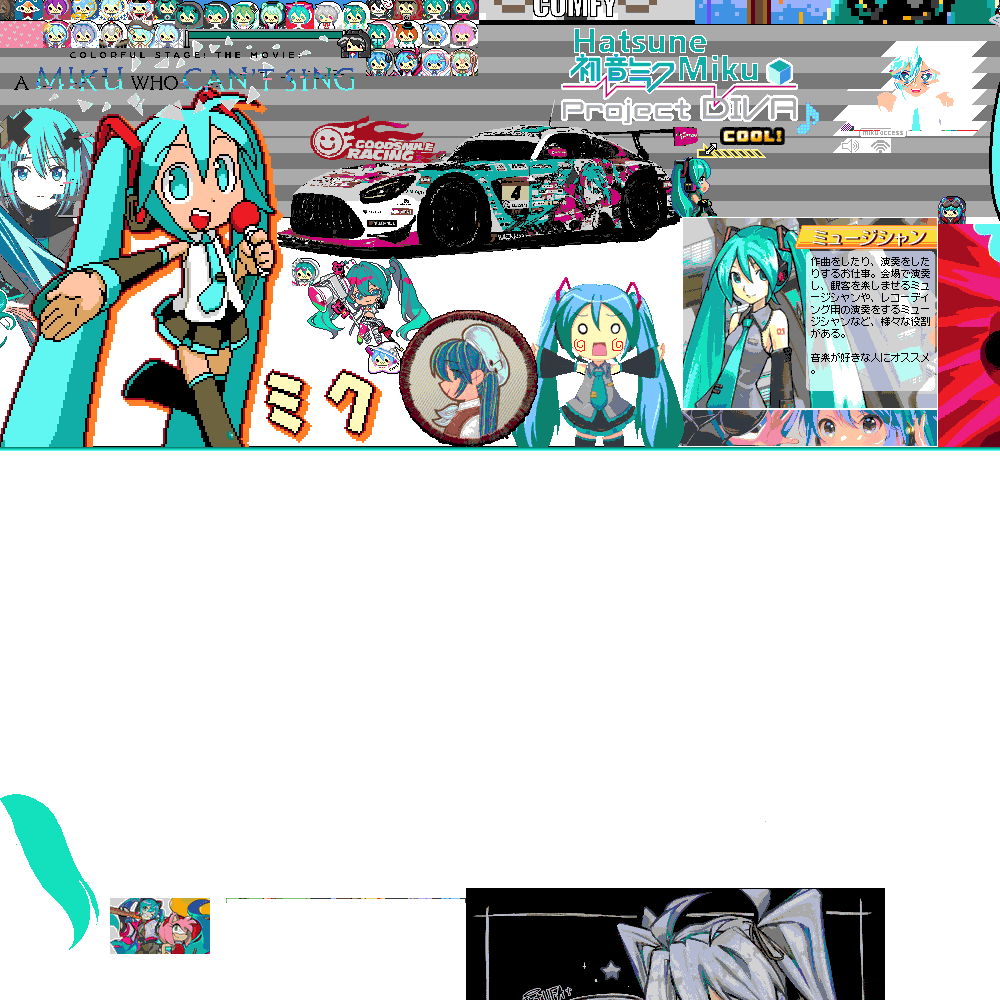 COMFY
COLORFUL STAGE! THE MOVIE:
A MIKU WHO CAN'T SING
Hatsune
初音ミク Miku
Project DIVA
GOODSMILE
RACING
COOL!
miku access
4
ミュージシャン
作曲をしたり、演奏をした
りするお仕事。会場で演奏
し、観客を楽しませるミュ
ージシャンや、レコーディ
ング用の演奏をするミュー
ジシャンなど、様々な役割
がある。
音楽が好きな人にオススメ
。
ミク